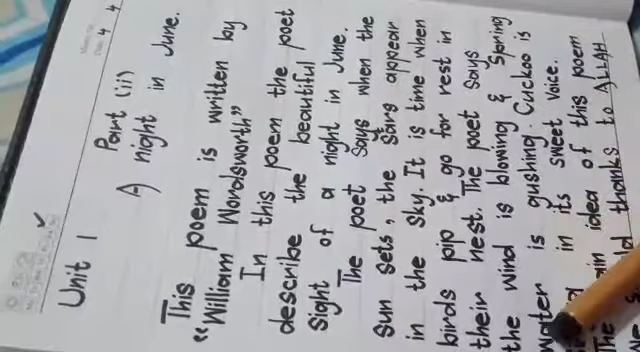 4 4
Unit 1
Part (ii)
A night in June.
This poem is written by
"William Wordsworth"
In this poem the poet
describe the beautiful
sight of a night in June.
The poet says when the
sun sets, the stars appear
in the sky. It is time when
birds pip & go for rest in
their nest. The poet says
the wind is blowing & spring
water is gushing. Cuckoo is
in its sweet voice.
The idea of this poem
thanks to ALLAH